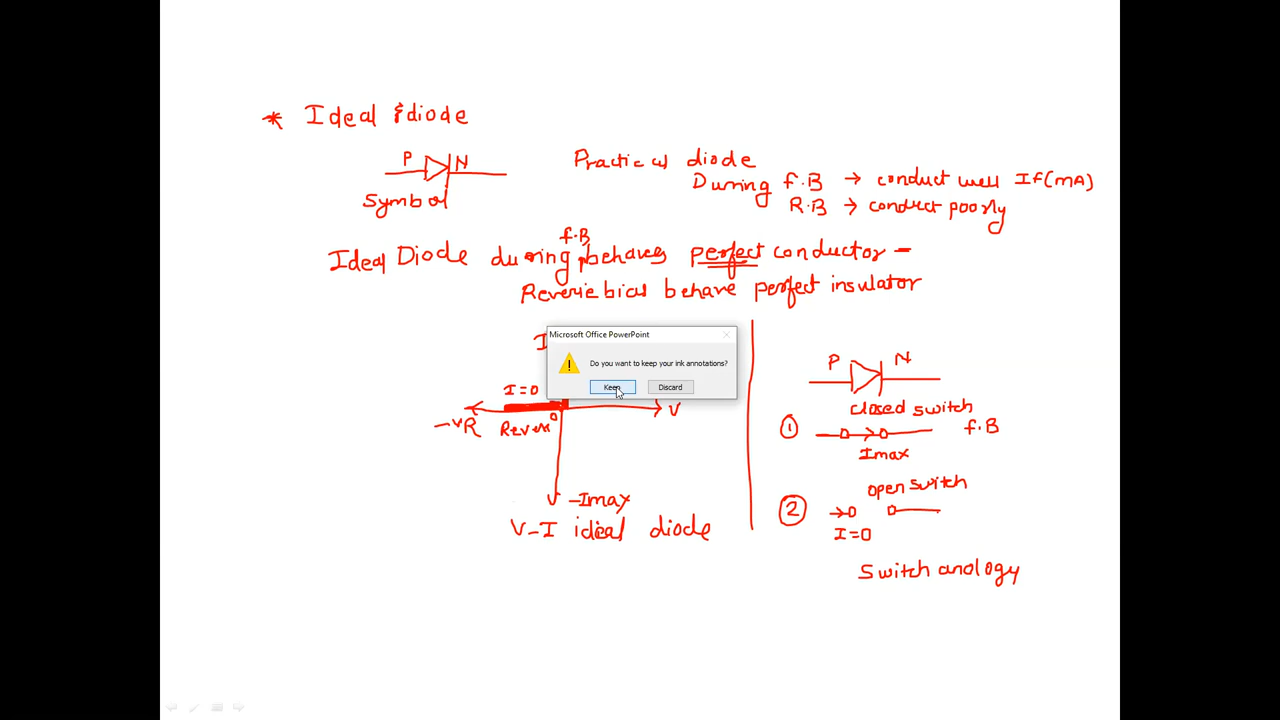 * Ideal diode
P N
Symbol
Practical diode
During f.B → conduct well If(mA)
R.B → conduct poorly
f.B
Ideal Diode during behaves perfect conductor -
Reverse bias behave perfect insulator
I
Microsoft Office PowerPoint
Do you want to keep your ink annotations?
Keep Discard
I=0
0
-VR Revers V
-Imax
V-I ideal diode
P N
closed switch
1 f.B
Imax
open switch
2
I=0
Switch anology